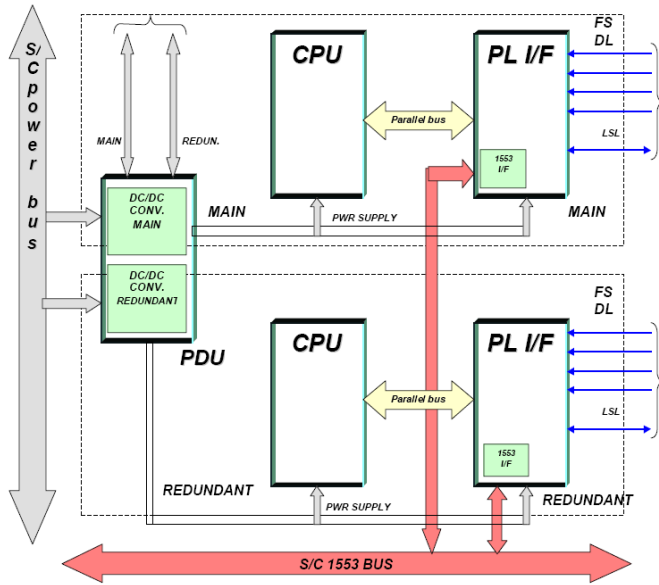 S/C power bus
MAIN
REDUN.
CPU
PL I/F
FS
DL
Parallel bus
LSL
1553
I/F
DC/DC
CONV.
MAIN
MAIN
PWR SUPPLY
MAIN
DC/DC
CONV.
REDUNDANT
PDU
CPU
PL I/F
FS
DL
Parallel bus
LSL
1553
I/F
REDUNDANT
PWR SUPPLY
REDUNDANT
S/C 1553 BUS